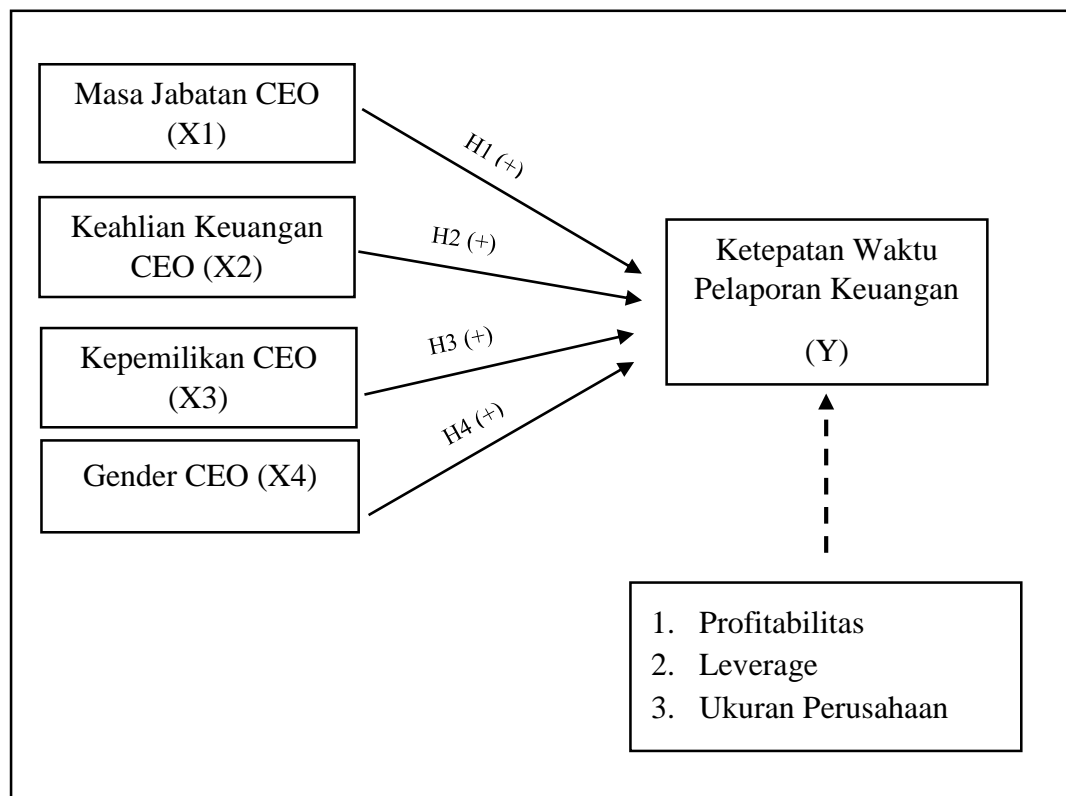 Masa Jabatan CEO
(X1)
H1 (+)
Keahlian Keuangan
CEO (X2)
H2 (+)
Kepemilikan CEO
(X3)
H3 (+)
Gender CEO (X4)
H4 (+)
Ketepatan Waktu
Pelaporan Keuangan
(Y)
1. Profitabilitas
2. Leverage
3. Ukuran Perusahaan